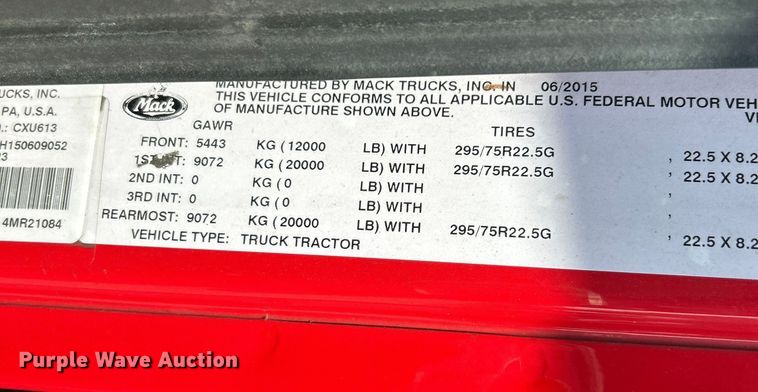 UCKS, INC.
PA, U.S.A.
.: CXU613
H150609052
23
4MR21084
Mack
MANUFACTURED BY MACK TRUCKS, INC. IN 06/2015
THIS VEHICLE CONFORMS TO ALL APPLICABLE U.S. FEDERAL MOTOR VEH
OF MANUFACTURE SHOWN ABOVE. VE
GAWR TIRES
FRONT: 5443 KG ( 12000 LB) WITH 295/75R22.5G , 22.5 X 8.2
1ST INT: 9072 KG ( 20000 LB) WITH 295/75R22.5G , 22.5 X 8.2
2ND INT: 0 KG ( 0 LB) WITH ,
3RD INT: 0 KG ( 0 LB) WITH ,
REARMOST: 9072 KG ( 20000 LB) WITH 295/75R22.5G , 22.5 X 8.2
VEHICLE TYPE: TRUCK TRACTOR
Purple Wave Auction